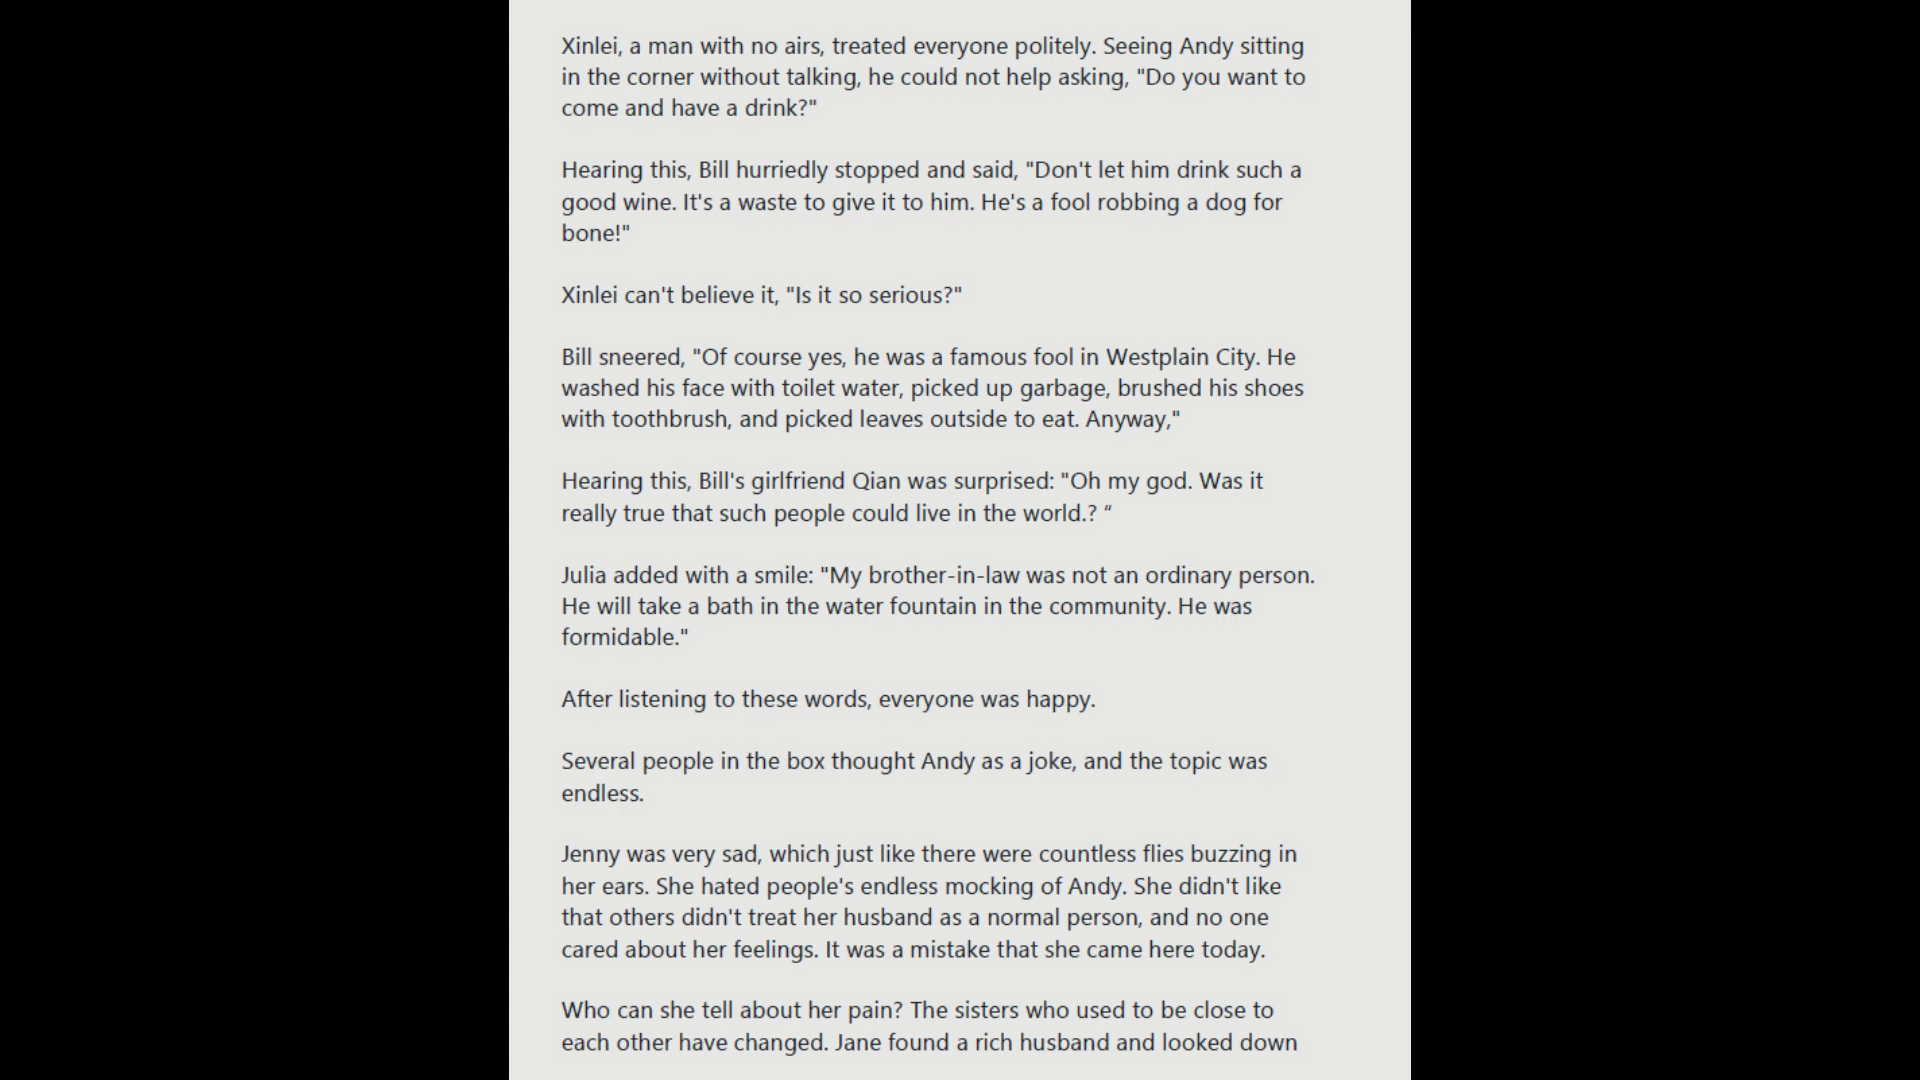 Xinlei, a man with no airs, treated everyone politely. Seeing Andy sitting
in the corner without talking, he could not help asking, "Do you want to
come and have a drink?"
Hearing this, Bill hurriedly stopped and said, "Don't let him drink such a
good wine. It's a waste to give it to him. He's a fool robbing a dog for
bone!"
Xinlei can't believe it, "Is it so serious?"
Bill sneered, "Of course yes, he was a famous fool in Westplain City. He
washed his face with toilet water, picked up garbage, brushed his shoes
with toothbrush, and picked leaves outside to eat. Anyway,"
Hearing this, Bill's girlfriend Qian was surprised: "Oh my god. Was it
really true that such people could live in the world.? “
Julia added with a smile: "My brother-in-law was not an ordinary person.
He will take a bath in the water fountain in the community. He was
formidable."
After listening to these words, everyone was happy.
Several people in the box thought Andy as a joke, and the topic was
endless.
Jenny was very sad, which just like there were countless flies buzzing in
her ears. She hated people's endless mocking of Andy. She didn't like
that others didn't treat her husband as a normal person, and no one
cared about her feelings. It was a mistake that she came here today.
Who can she tell about her pain? The sisters who used to be close to
each other have changed. Jane found a rich husband and looked down